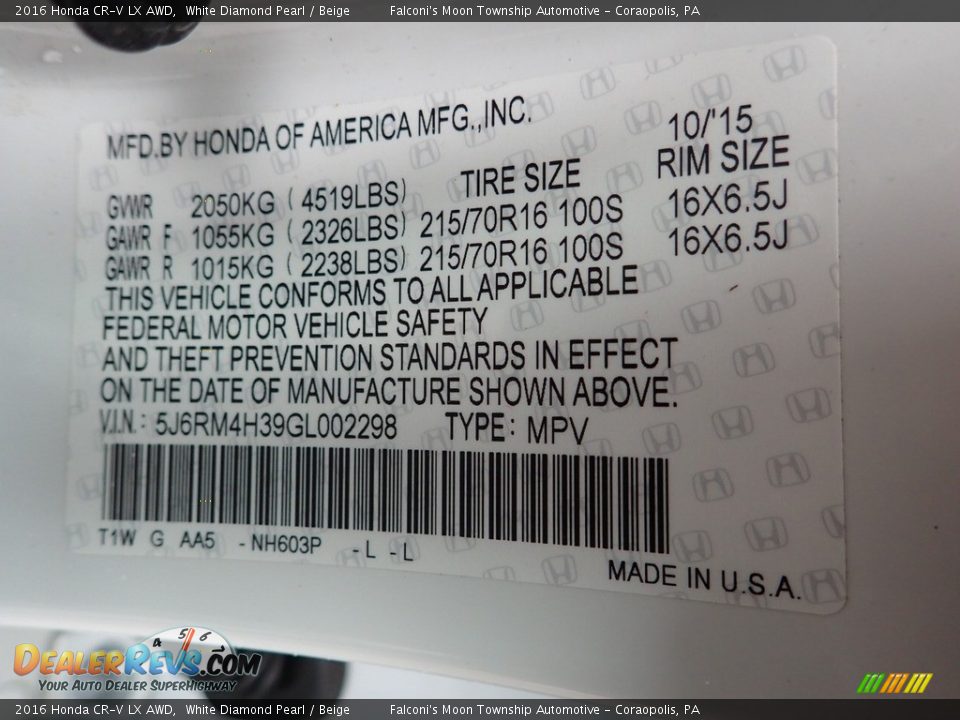 2016 Honda CR-V LX AWD, White Diamond Pearl / Beige Falconi's Moon Township Automotive - Coraopolis, PA
MFD.BY HONDA OF AMERICA MFG.,INC. 10/'15
TIRE SIZE RIM SIZE
GVWR 2050KG ( 4519LBS)
GAWR F 1055KG ( 2326LBS) 215/70R16 100S 16X6.5J
GAWR R 1015KG ( 2238LBS) 215/70R16 100S 16X6.5J
THIS VEHICLE CONFORMS TO ALL APPLICABLE
FEDERAL MOTOR VEHICLE SAFETY
AND THEFT PREVENTION STANDARDS IN EFFECT
ON THE DATE OF MANUFACTURE SHOWN ABOVE.
V.I.N.: 5J6RM4H39GL002298 TYPE: MPV
T1W G AA5 -NH603P -L -L
MADE IN U.S.A.
4 5 6
DealerRevs.com
Your Auto Dealer SuperHighway
2016 Honda CR-V LX AWD, White Diamond Pearl / Beige Falconi's Moon Township Automotive - Coraopolis, PA